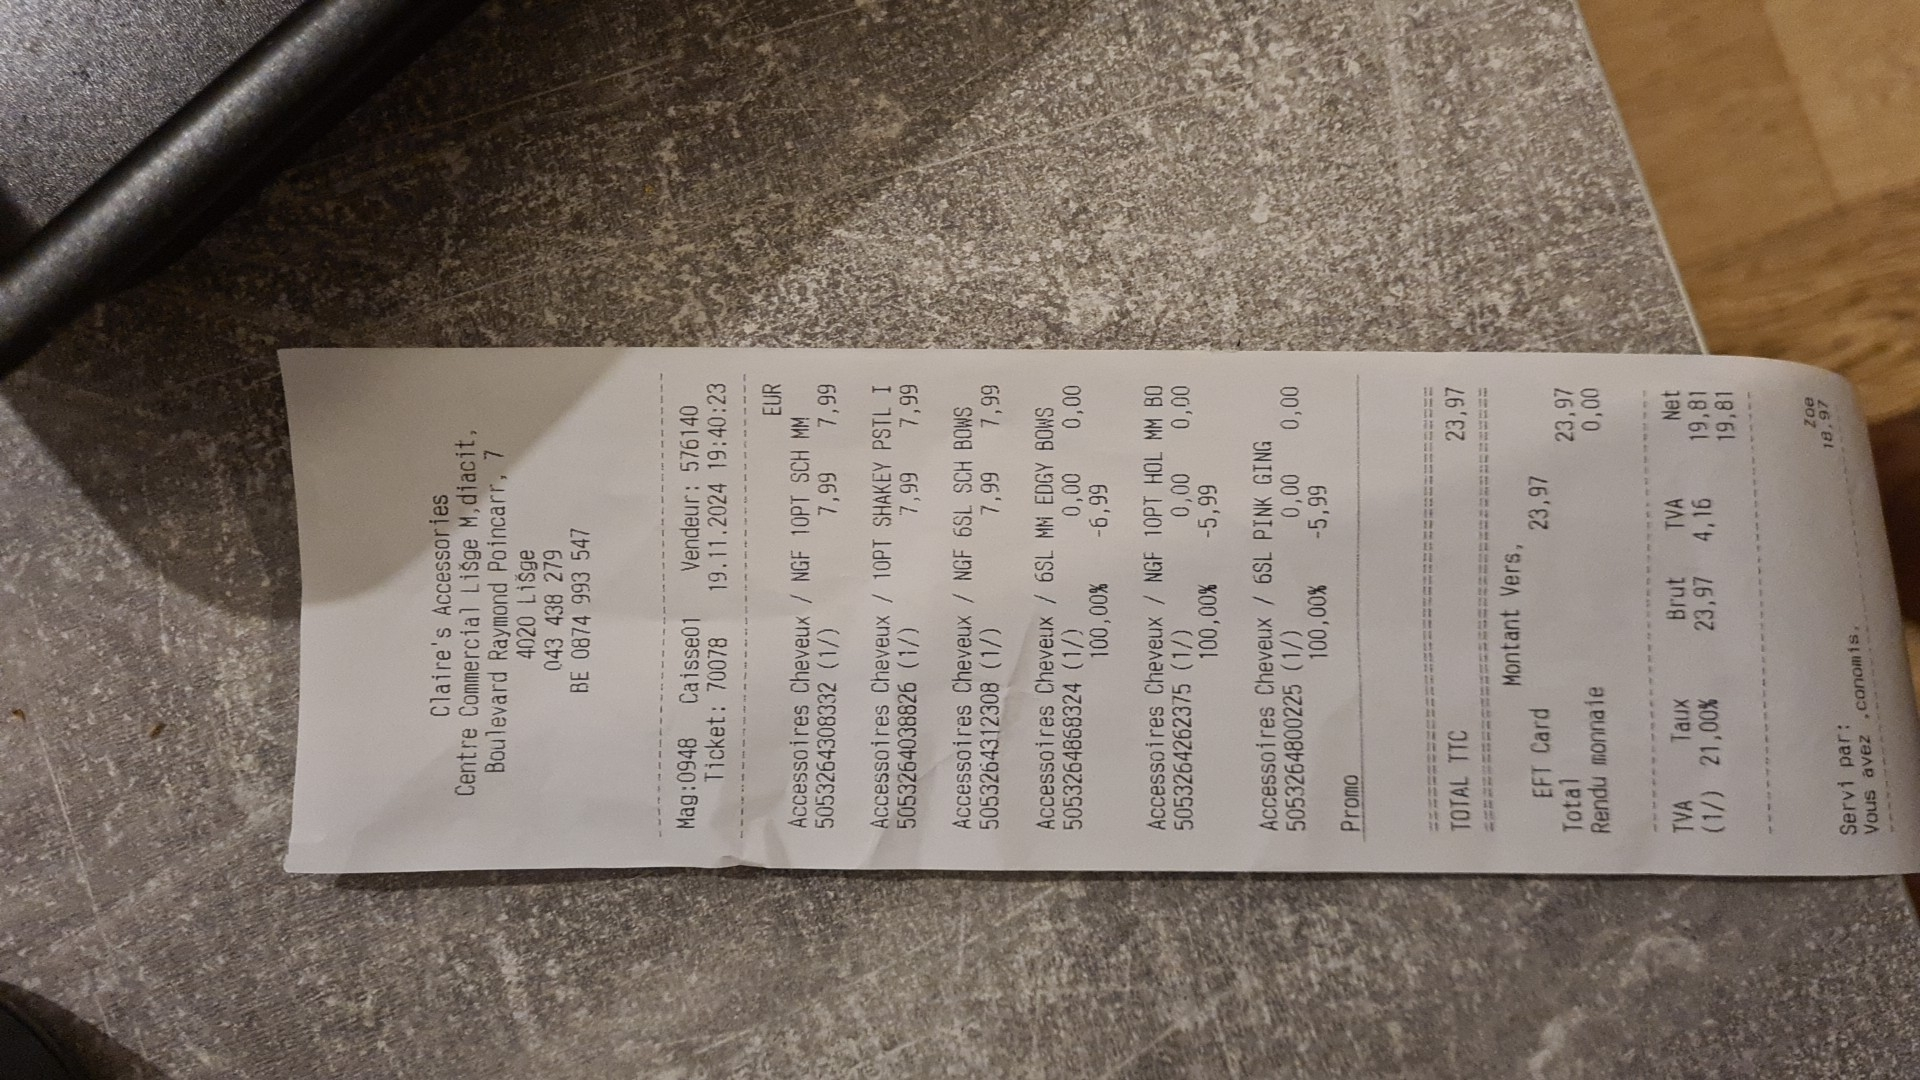 Claire's Accessories
Centre Commercial LiŠge M‚diacit‚
Boulevard Raymond Poincarr‚ 7
4020 LiŠge
043 438 279
BE 0874 993 547
Mag:0948 Caisse01 Vendeur: 576140
Ticket: 70078 19.11.2024 19:40:23
EUR
Accessoires Cheveux / NGF 10PT SCH MM
5053264308332 (1/) 7,99 7,99
Accessoires Cheveux / 10PT SHAKEY PSTL I
5053264038826 (1/) 7,99 7,99
Accessoires Cheveux / NGF 6SL SCH BOWS
5053264312308 (1/) 7,99 7,99
Accessoires Cheveux / 6SL MM EDGY BOWS
5053264868324 (1/) 0,00 0,00
100,00% -6,99
Accessoires Cheveux / NGF 10PT HOL MM BO
5053264262375 (1/) 0,00 0,00
100,00% -5,99
Accessoires Cheveux / 6SL PINK GING
5053264800225 (1/) 0,00 0,00
100,00% -5,99
Promo
TOTAL TTC 23,97
Montant Vers‚
EFT Card 23,97
Total 23,97
Rendu monnaie 0,00
TVA Taux Brut TVA Net
(1/) 21,00% 23,97 4,16 19,81
19,81
Servi par: Zoe
Vous avez ‚conomis‚ 18,97